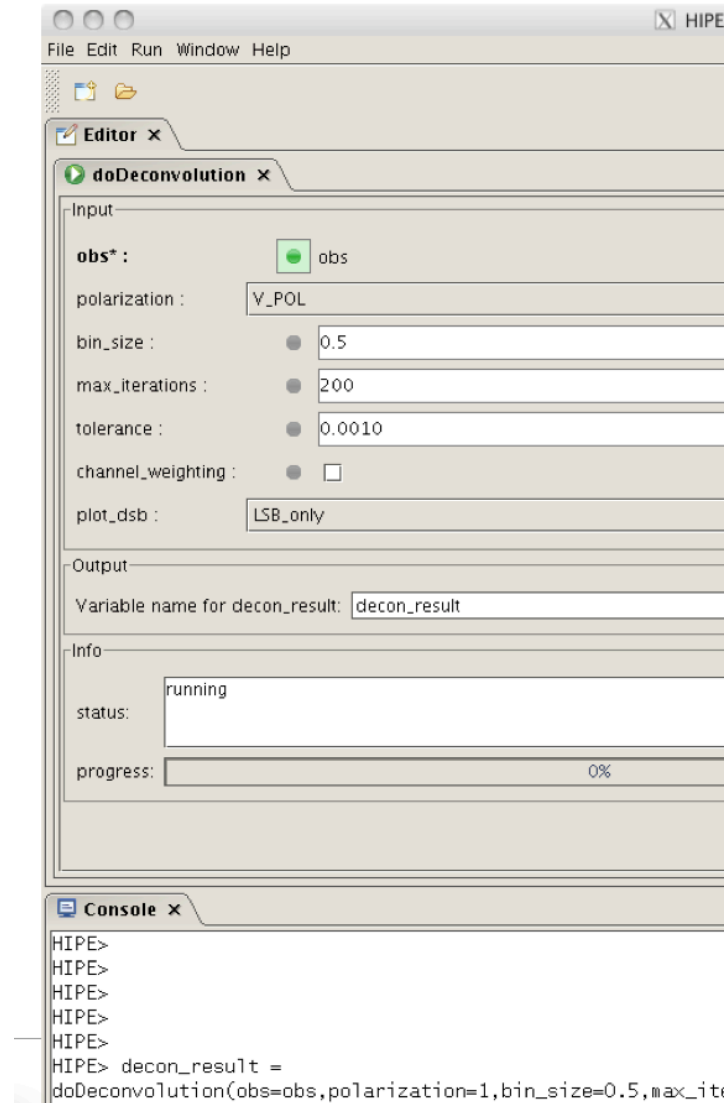 X HIPE
File Edit Run Window Help
Editor ×
doDeconvolution ×
Input
obs* : obs
polarization : V_POL
bin_size : 0.5
max_iterations : 200
tolerance : 0.0010
channel_weighting :
plot_dsb : LSB_only
Output
Variable name for decon_result: decon_result
Info
running
status:
progress: 0%
Console ×
HIPE>
HIPE>
HIPE>
HIPE>
HIPE>
HIPE> decon_result =
doDeconvolution(obs=obs,polarization=1,bin_size=0.5,max_ite